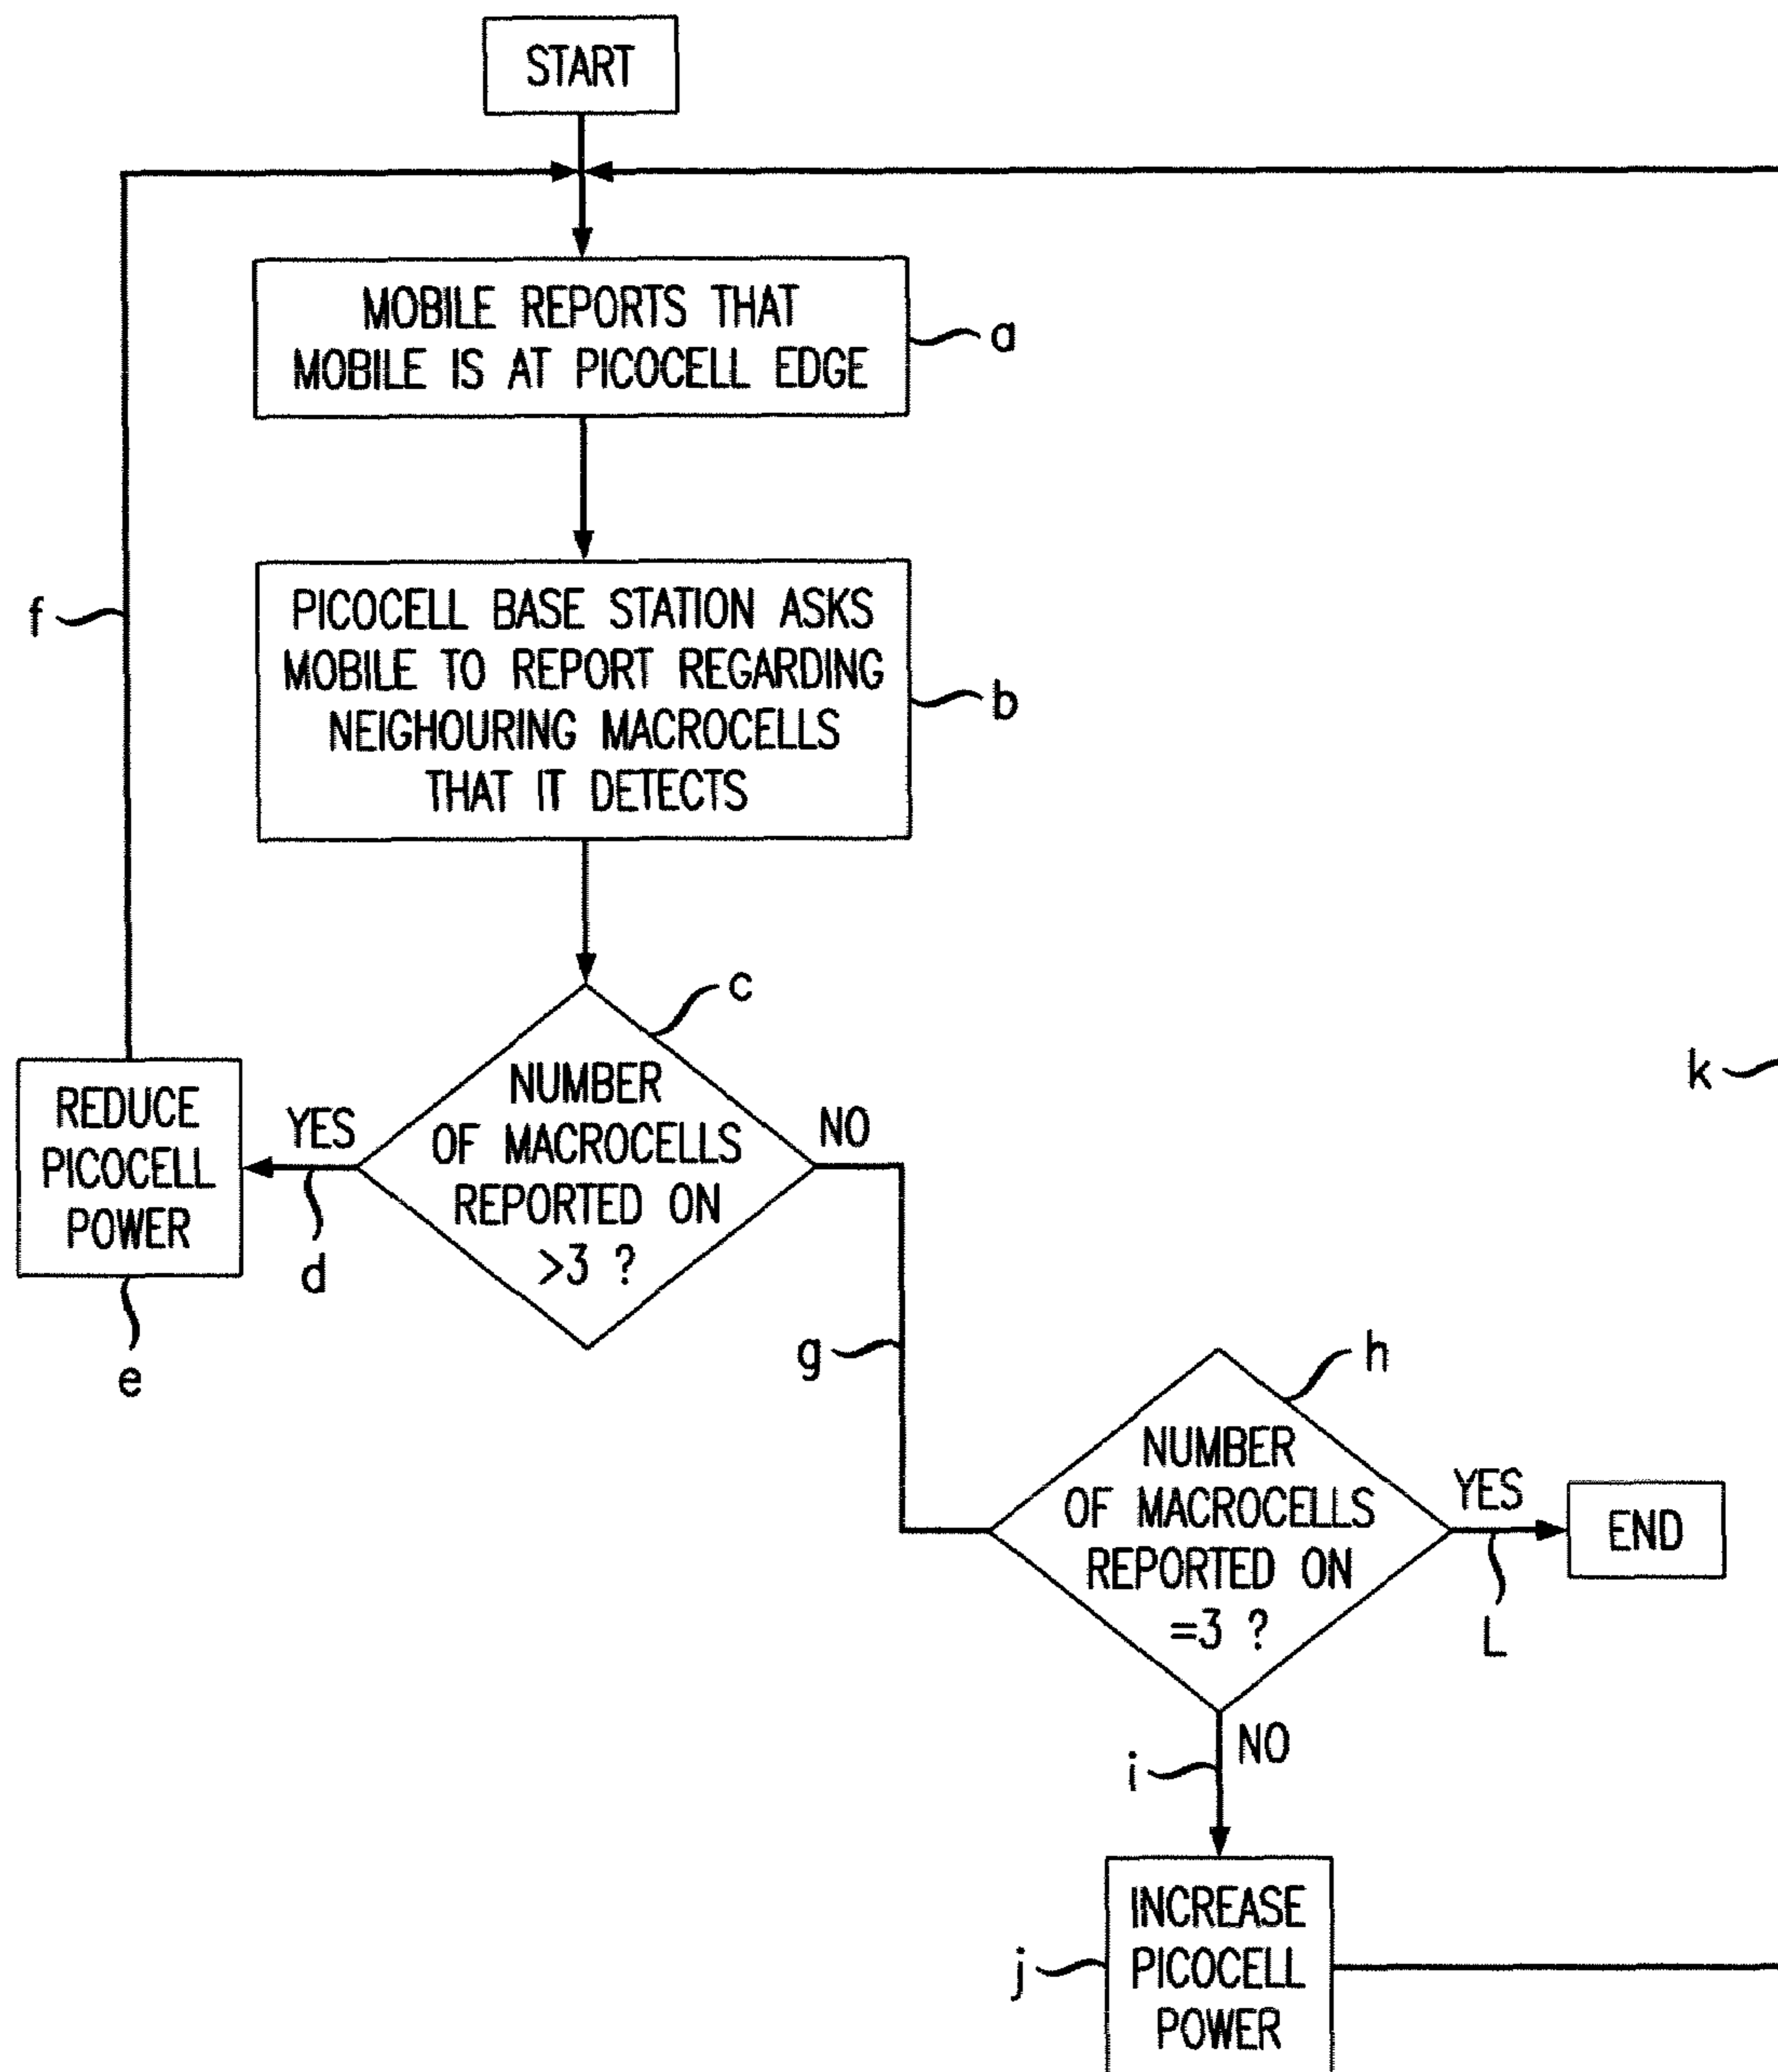 START
MOBILE REPORTS THAT
MOBILE IS AT PICOCELL EDGE
a
PICOCELL BASE STATION ASKS
MOBILE TO REPORT REGARDING
NEIGHOURING MACROCELLS
THAT IT DETECTS
b
f
c
NUMBER
OF MACROCELLS
REPORTED ON
>3 ?
YES
NO
d
REDUCE
PICOCELL
POWER
e
k
g
h
NUMBER
OF MACROCELLS
REPORTED ON
=3 ?
YES
L
END
NO
i
INCREASE
PICOCELL
POWER
j